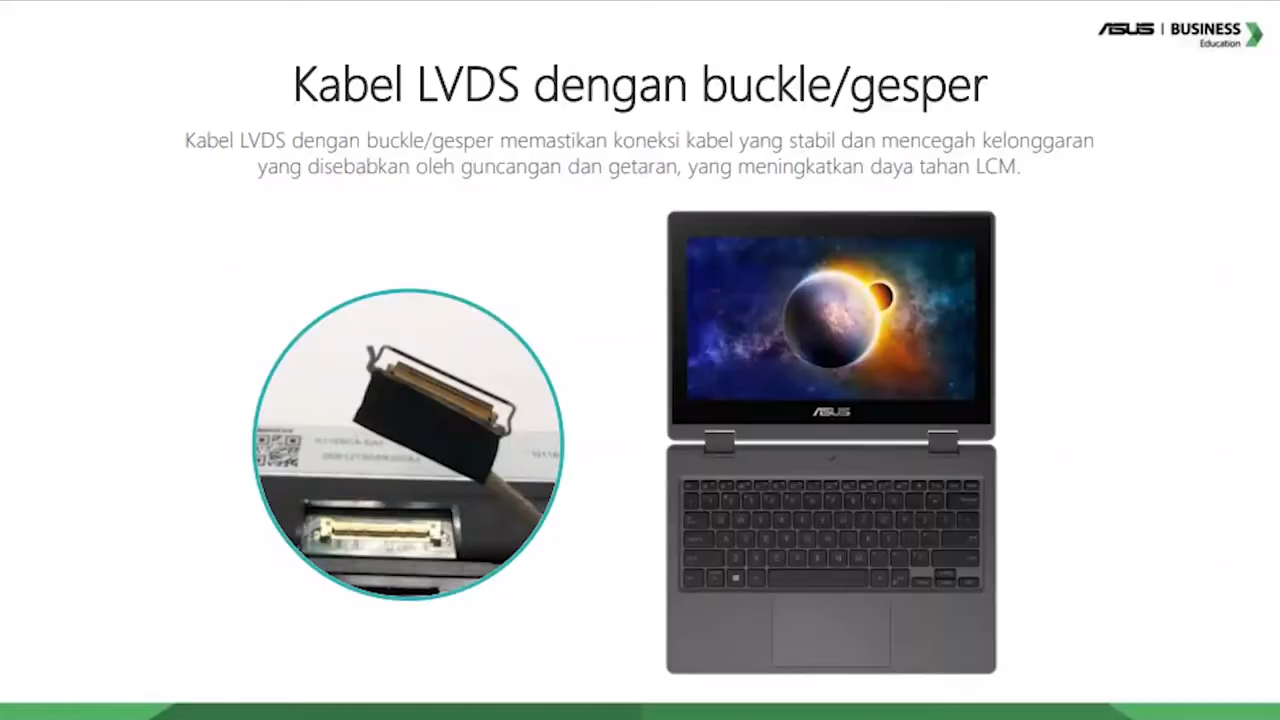 ASUS | BUSINESS
Education
Kabel LVDS dengan buckle/gesper
Kabel LVDS dengan buckle/gesper memastikan koneksi kabel yang stabil dan mencegah kelonggaran
yang disebabkan oleh guncangan dan getaran, yang meningkatkan daya tahan LCM.
ASUS